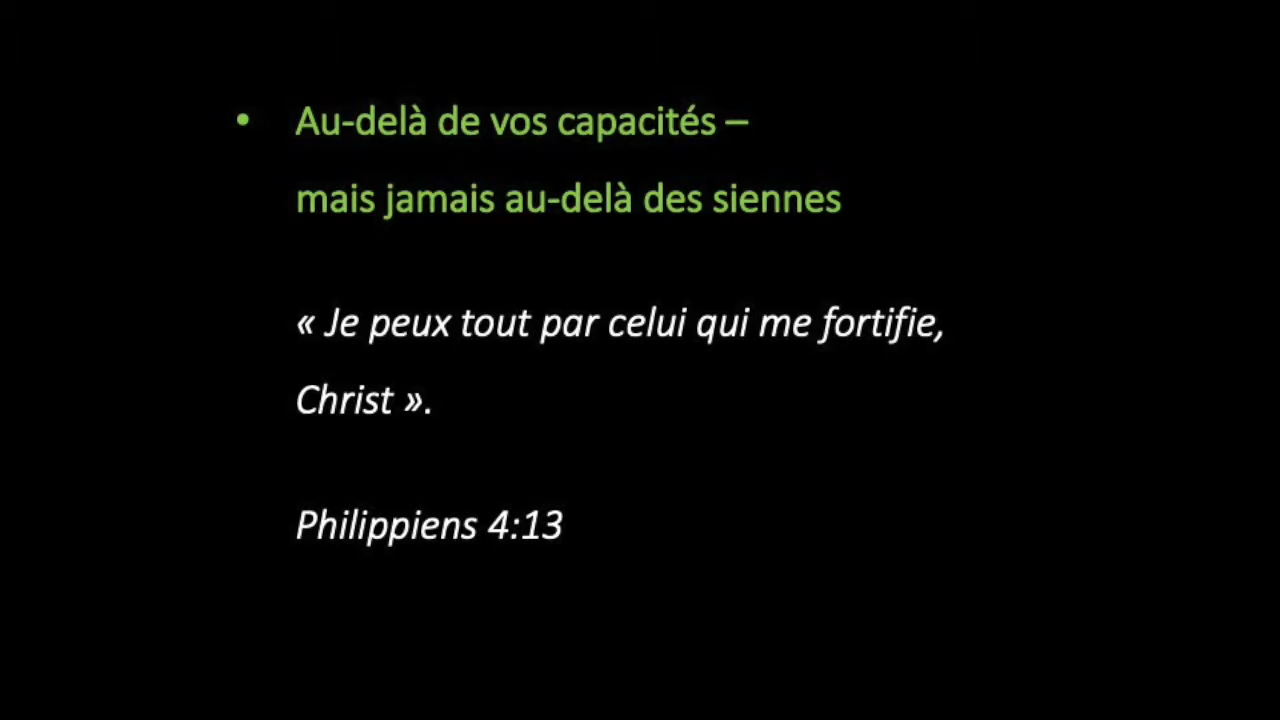 • Au-delà de vos capacités –
mais jamais au-delà des siennes
« Je peux tout par celui qui me fortifie,
Christ ».
Philippiens 4:13